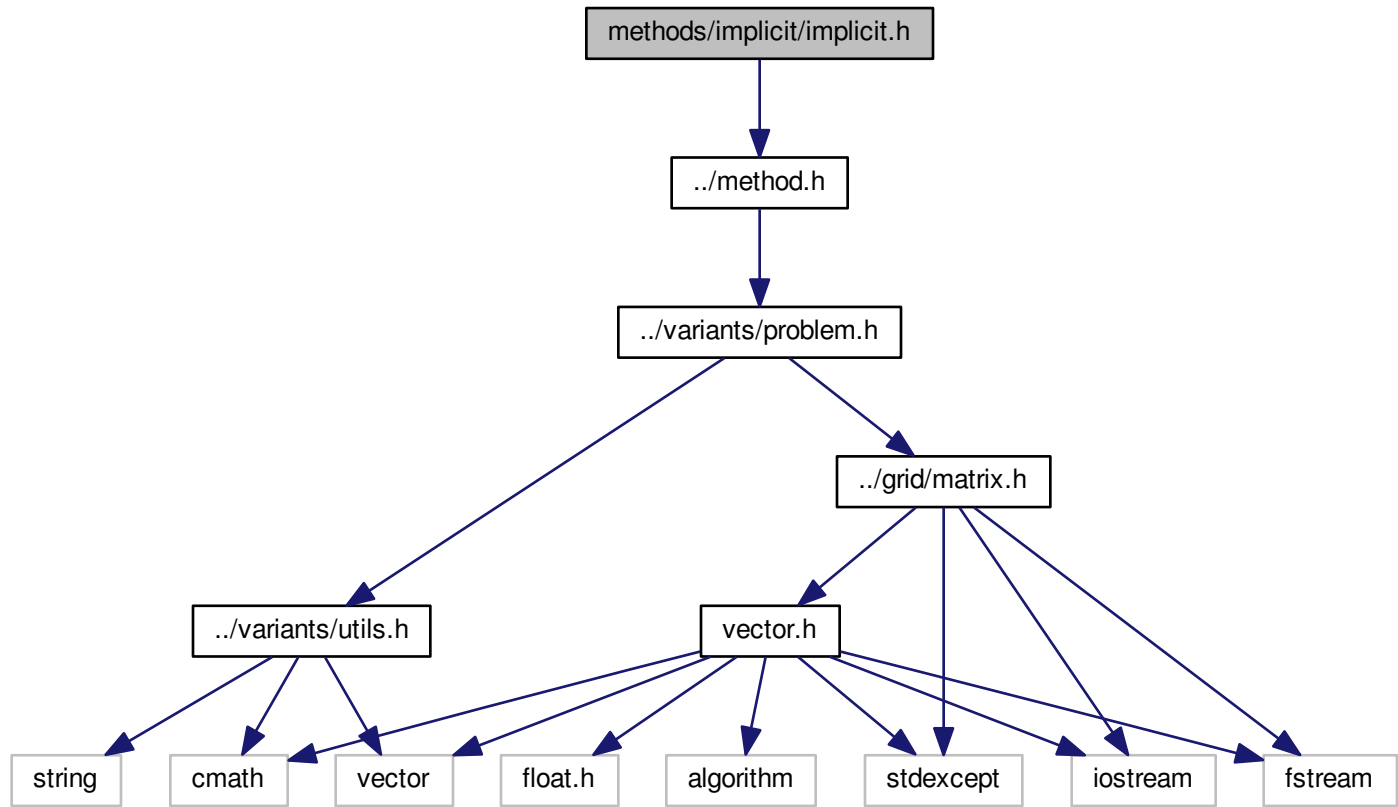 methods/implicit/implicit.h
../method.h
../variants/problem.h
../grid/matrix.h
../variants/utils.h
vector.h
string
cmath
vector
float.h
algorithm
stdexcept
iostream
fstream